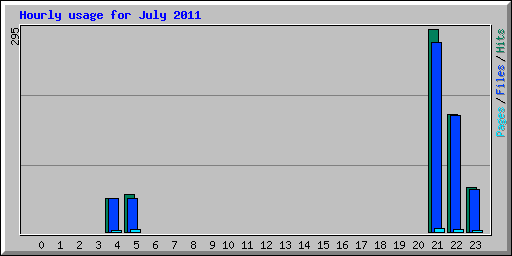 Hourly usage for July 2011
295
Pages/Files/Hits
0 1 2 3 4 5 6 7 8 9 10 11 12 13 14 15 16 17 18 19 20 21 22 23